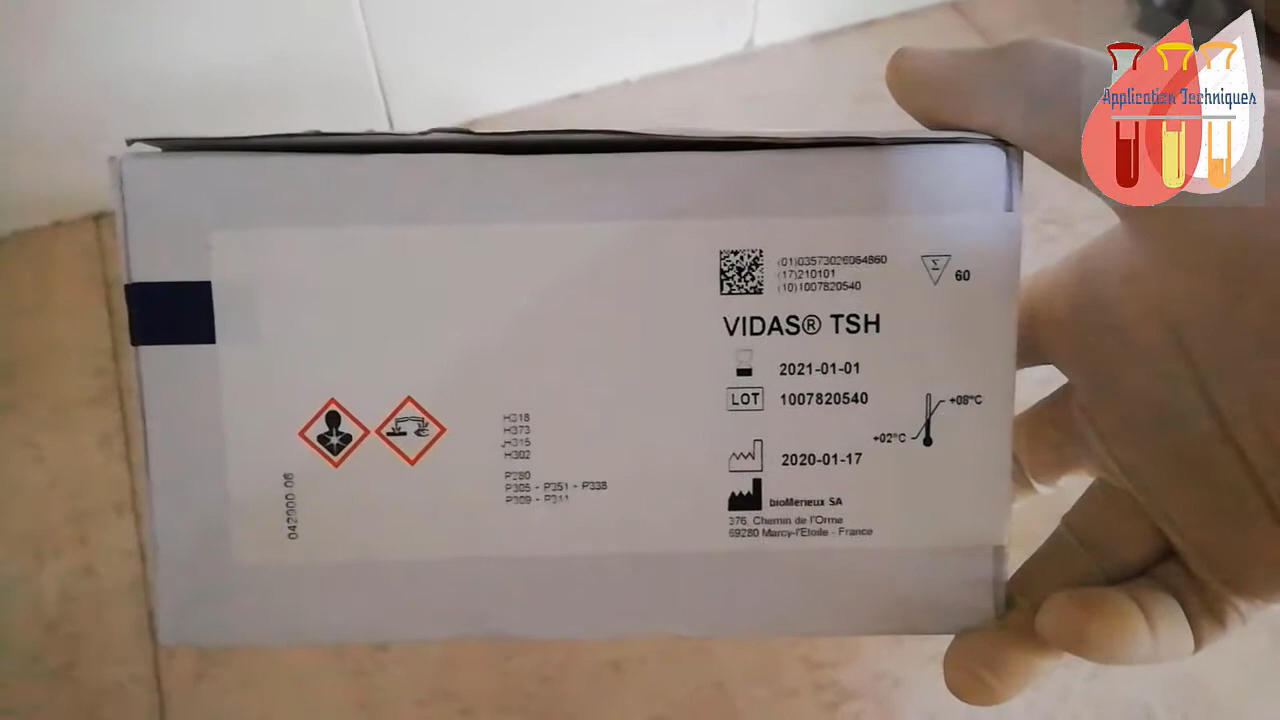 Application Techniques
(01)03573026064860
(17)210101
(10)1007820540
Σ
60
VIDAS® TSH
2021-01-01
LOT 1007820540
+08°C
+02°C
2020-01-17
bioMérieux SA
376, Chemin de l'Orme
69280 Marcy-l'Etoile - France
H318
H373
H315
H302
P280
P305 - P351 - P338
P309 - P311
042900 06